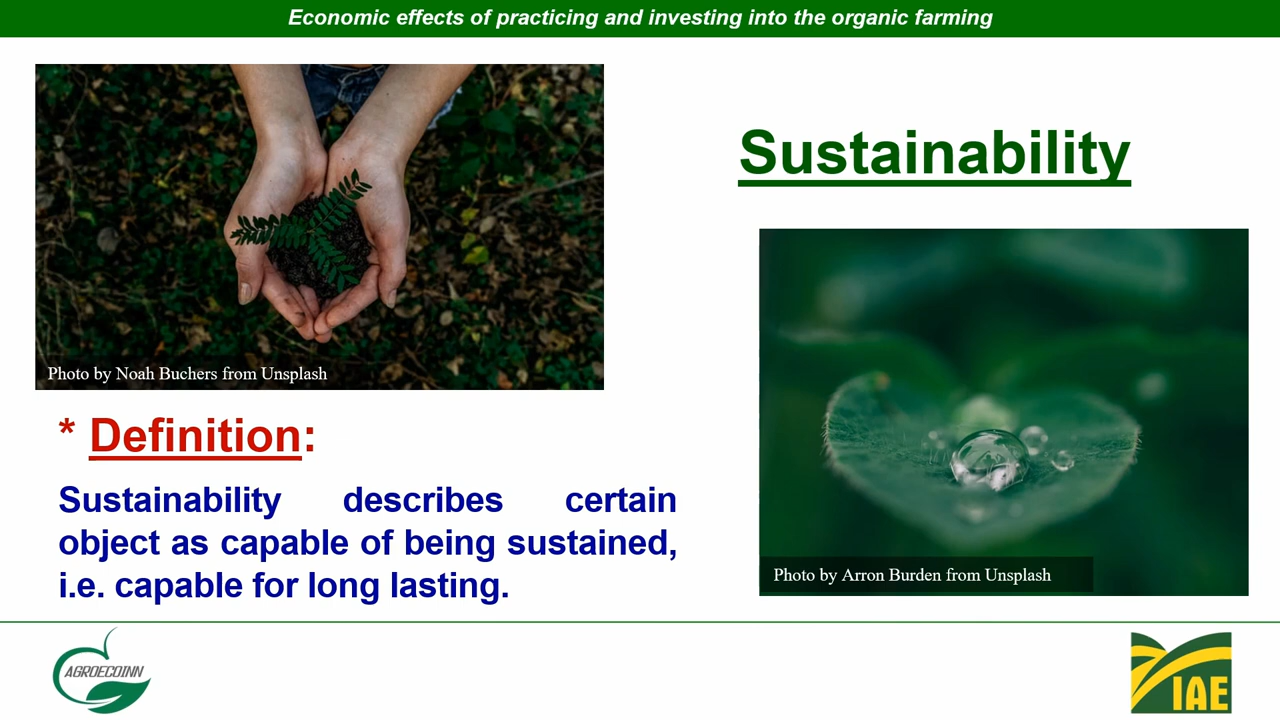 Economic effects of practicing and investing into the organic farming
Sustainability
Photo by Noah Buchers from Unsplash
* Definition:
Sustainability describes certain
object as capable of being sustained,
i.e. capable for long lasting.
Photo by Arron Burden from Unsplash
AGROECOINN
IAE